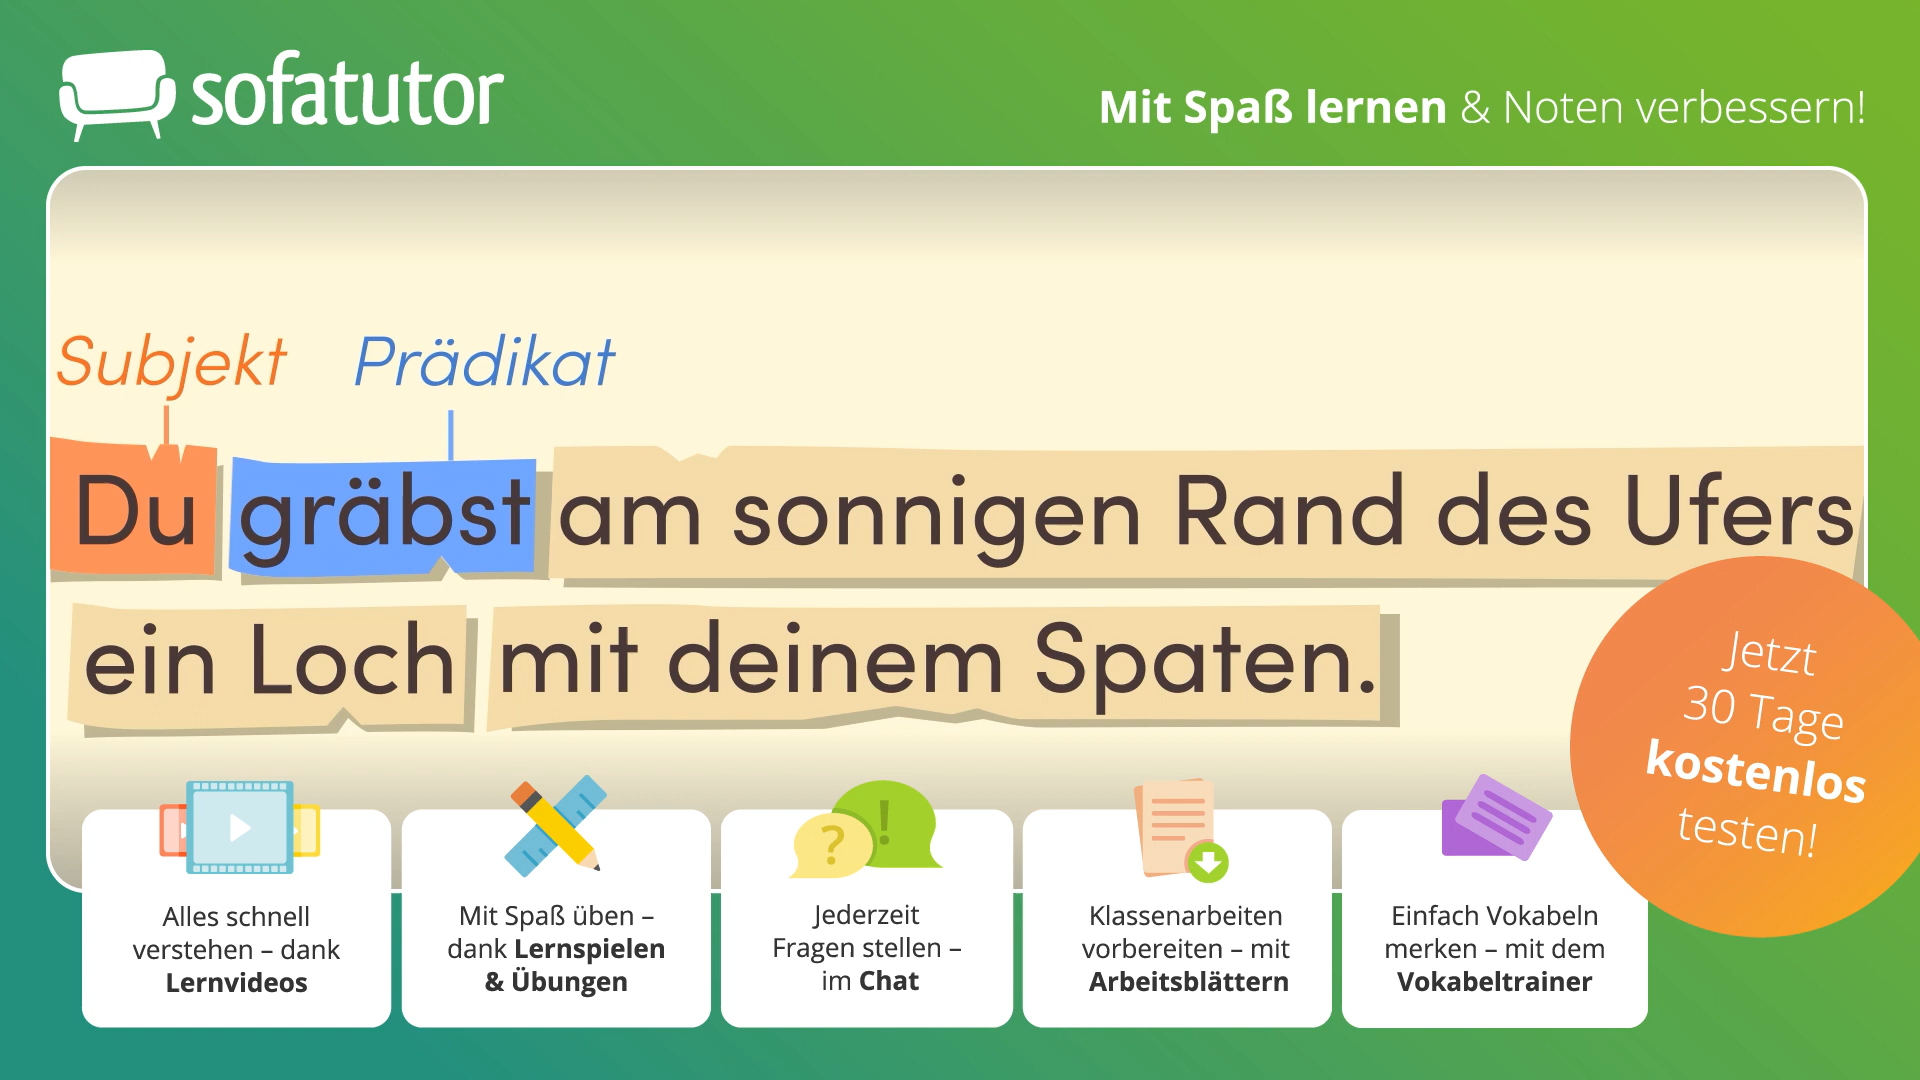 sofatutor
Mit Spaß lernen & Noten verbessern!
Subjekt Prädikat
Du gräbst am sonnigen Rand des Ufers
ein Loch mit deinem Spaten.
Jetzt
30 Tage
kostenlos
testen!
?
!
Alles schnell
verstehen – dank
Lernvideos
Mit Spaß üben –
dank Lernspielen
& Übungen
Jederzeit
Fragen stellen –
im Chat
Klassenarbeiten
vorbereiten – mit
Arbeitsblättern
Einfach Vokabeln
merken – mit dem
Vokabeltrainer